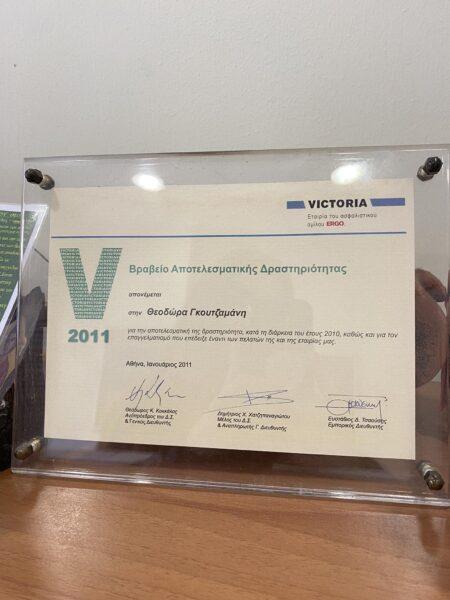 VICTORIA
Εταιρία του ασφαλιστικού
ομίλου ERGO
Βραβείο Αποτελεσματικής Δραστηριότητας
απονέμεται
στην Θεοδώρα Γκουτζαμάνη
2011
για την αποτελεσματική της δραστηριότητα, κατά τη διάρκεια του έτους 2010, καθώς και για τον
επαγγελματισμό που επέδειξε έναντι των πελατών της και της εταιρίας μας.
Αθήνα, Ιανουάριος 2011
Θεόδωρος Κ. Κοκκάλας
Αντιπρόεδρος του Δ.Σ.
& Γενικός Διευθυντής
Δημήτριος Χ. Χατζηπαναγιώτου
Μέλος του Δ.Σ.
& Αναπληρωτής Γ. Διευθυντής
Ευστάθιος Δ. Τσαούσης
Εμπορικός Διευθυντής